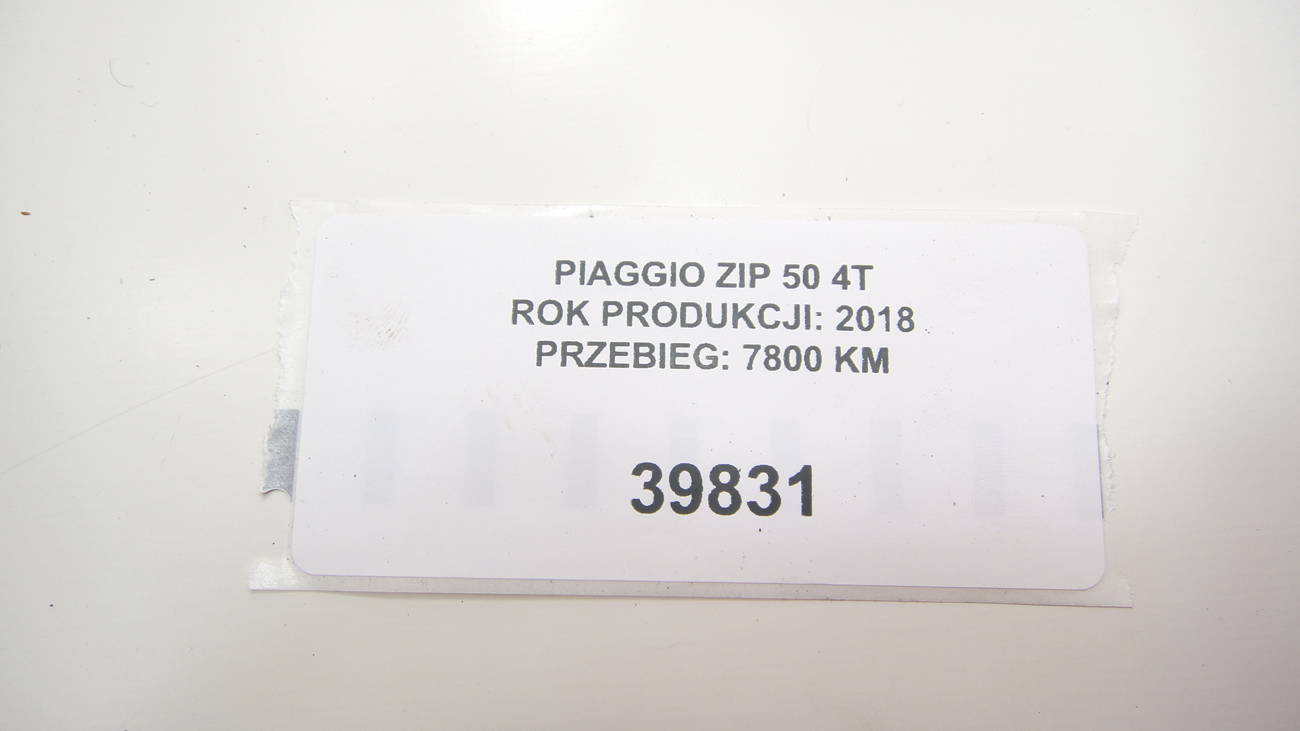 PIAGGIO ZIP 50 4T
ROK PRODUKCJI: 2018
PRZEBIEG: 7800 KM
39831